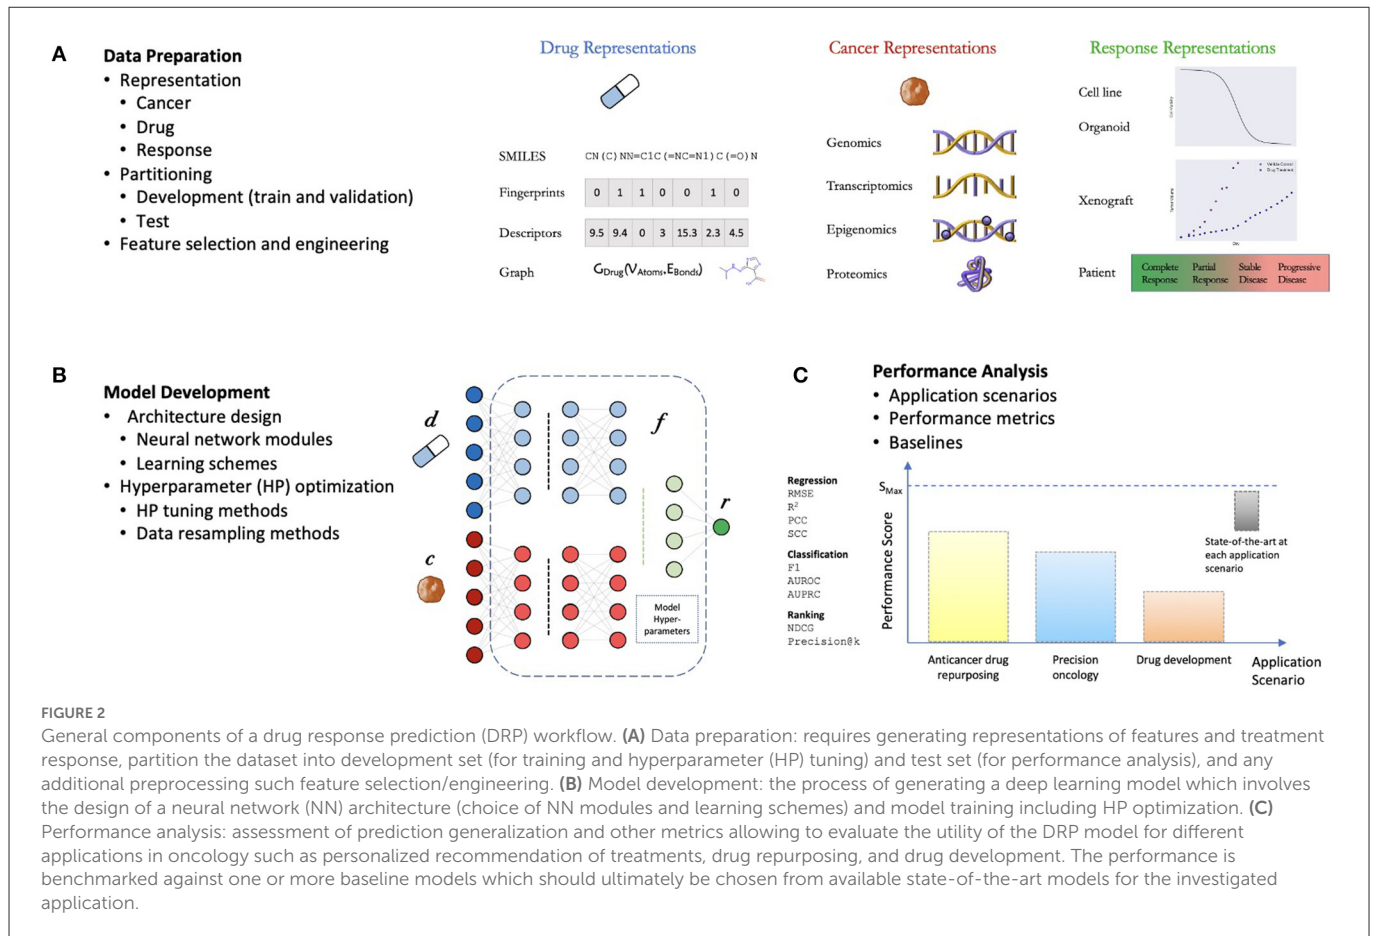 A
Data Preparation
• Representation
• Cancer
• Drug
• Response
• Partitioning
• Development (train and validation)
• Test
• Feature selection and engineering
Drug Representations
SMILES
CN(C)NN=C1C(=NC=N1)C(=O)N
Fingerprints
0 1 1 0 0 1 0
Descriptors
9.5 9.4 0 3 15.3 2.3 4.5
Graph
GDrug(VAtoms,EBonds)
Cancer Representations
Genomics
Transcriptomics
Epigenomics
Proteomics
Response Representations
Cell line
Organoid
Cell Viability
Xenograft
Vehicle Control
Drug Treatment
Tumor Volume
Day
Patient
Complete Response
Partial Response
Stable Disease
Progressive Disease
B
Model Development
• Architecture design
• Neural network modules
• Learning schemes
• Hyperparameter (HP) optimization
• HP tuning methods
• Data resampling methods
d
c
f
r
Model
Hyper-
parameters
C
Performance Analysis
• Application scenarios
• Performance metrics
• Baselines
Regression
RMSE
R²
PCC
SCC
Classification
F1
AUROC
AUPRC
Ranking
NDCG
Precision@k
SMax
Performance Score
State-of-the-art at
each application
scenario
Anticancer drug
repurposing
Precision
oncology
Drug development
Application
Scenario
FIGURE 2
General components of a drug response prediction (DRP) workflow. (A) Data preparation: requires generating representations of features and treatment
response, partition the dataset into development set (for training and hyperparameter (HP) tuning) and test set (for performance analysis), and any
additional preprocessing such feature selection/engineering. (B) Model development: the process of generating a deep learning model which involves
the design of a neural network (NN) architecture (choice of NN modules and learning schemes) and model training including HP optimization. (C)
Performance analysis: assessment of prediction generalization and other metrics allowing to evaluate the utility of the DRP model for different
applications in oncology such as personalized recommendation of treatments, drug repurposing, and drug development. The performance is
benchmarked against one or more baseline models which should ultimately be chosen from available state-of-the-art models for the investigated
application.